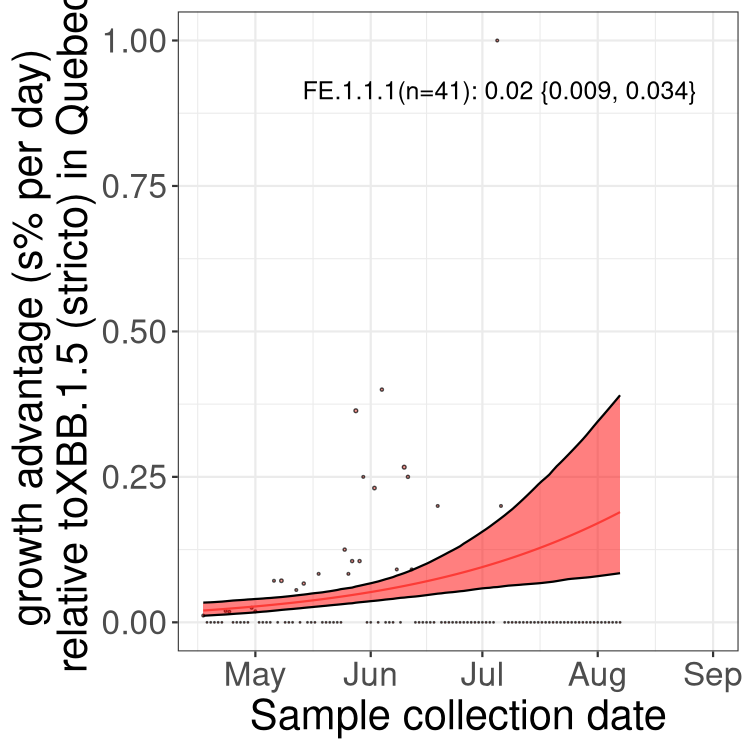 growth advantage (s% per day)
relative toXBB.1.5 (stricto) in Quebec
1.00
0.75
0.50
0.25
0.00
FE.1.1.1(n=41): 0.02 {0.009, 0.034}
May
Jun
Jul
Aug
Sep
Sample collection date